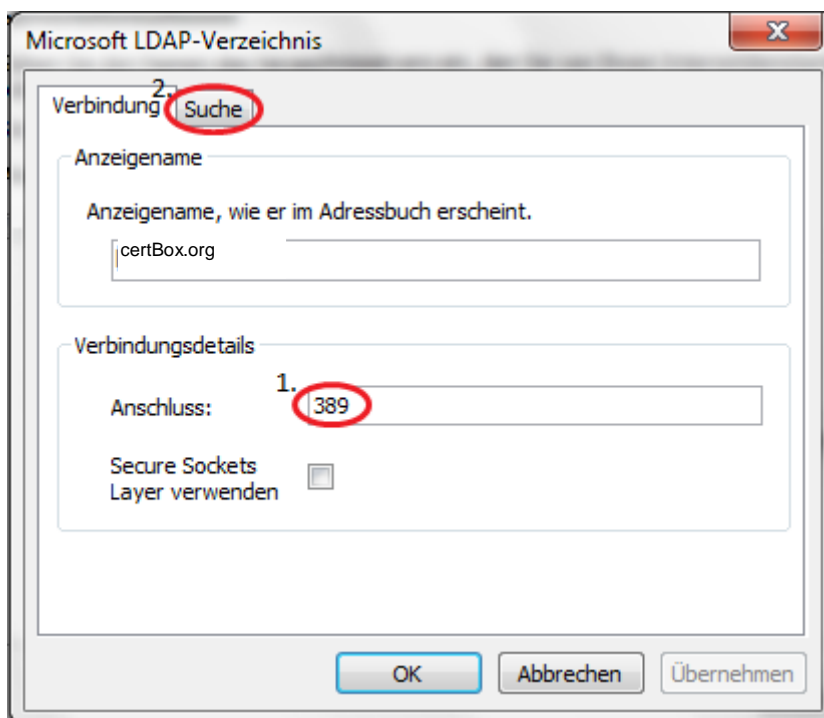 Microsoft LDAP-Verzeichnis
Verbindung 2. Suche
Anzeigename
Anzeigename, wie er im Adressbuch erscheint.
certBox.org
Verbindungsdetails
1.
Anschluss: 389
Secure Sockets
Layer verwenden
OK Abbrechen Übernehmen